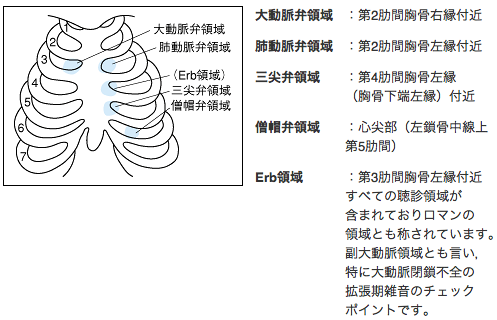 1
2
3
4
5
6
7
大動脈弁領域
肺動脈弁領域
（Erb領域）
三尖弁領域
僧帽弁領域
大動脈弁領域 ：第2肋間胸骨右縁付近
肺動脈弁領域 ：第2肋間胸骨左縁付近
三尖弁領域 ：第4肋間胸骨左縁
（胸骨下端左縁）付近
僧帽弁領域 ：心尖部（左鎖骨中線上
第5肋間）
Erb領域 ：第3肋間胸骨左縁付近
すべての聴診領域が
含まれておりロマンの
領域とも称されています。
副大動脈領域とも言い，
特に大動脈閉鎖不全の
拡張期雑音のチェック
ポイントです。